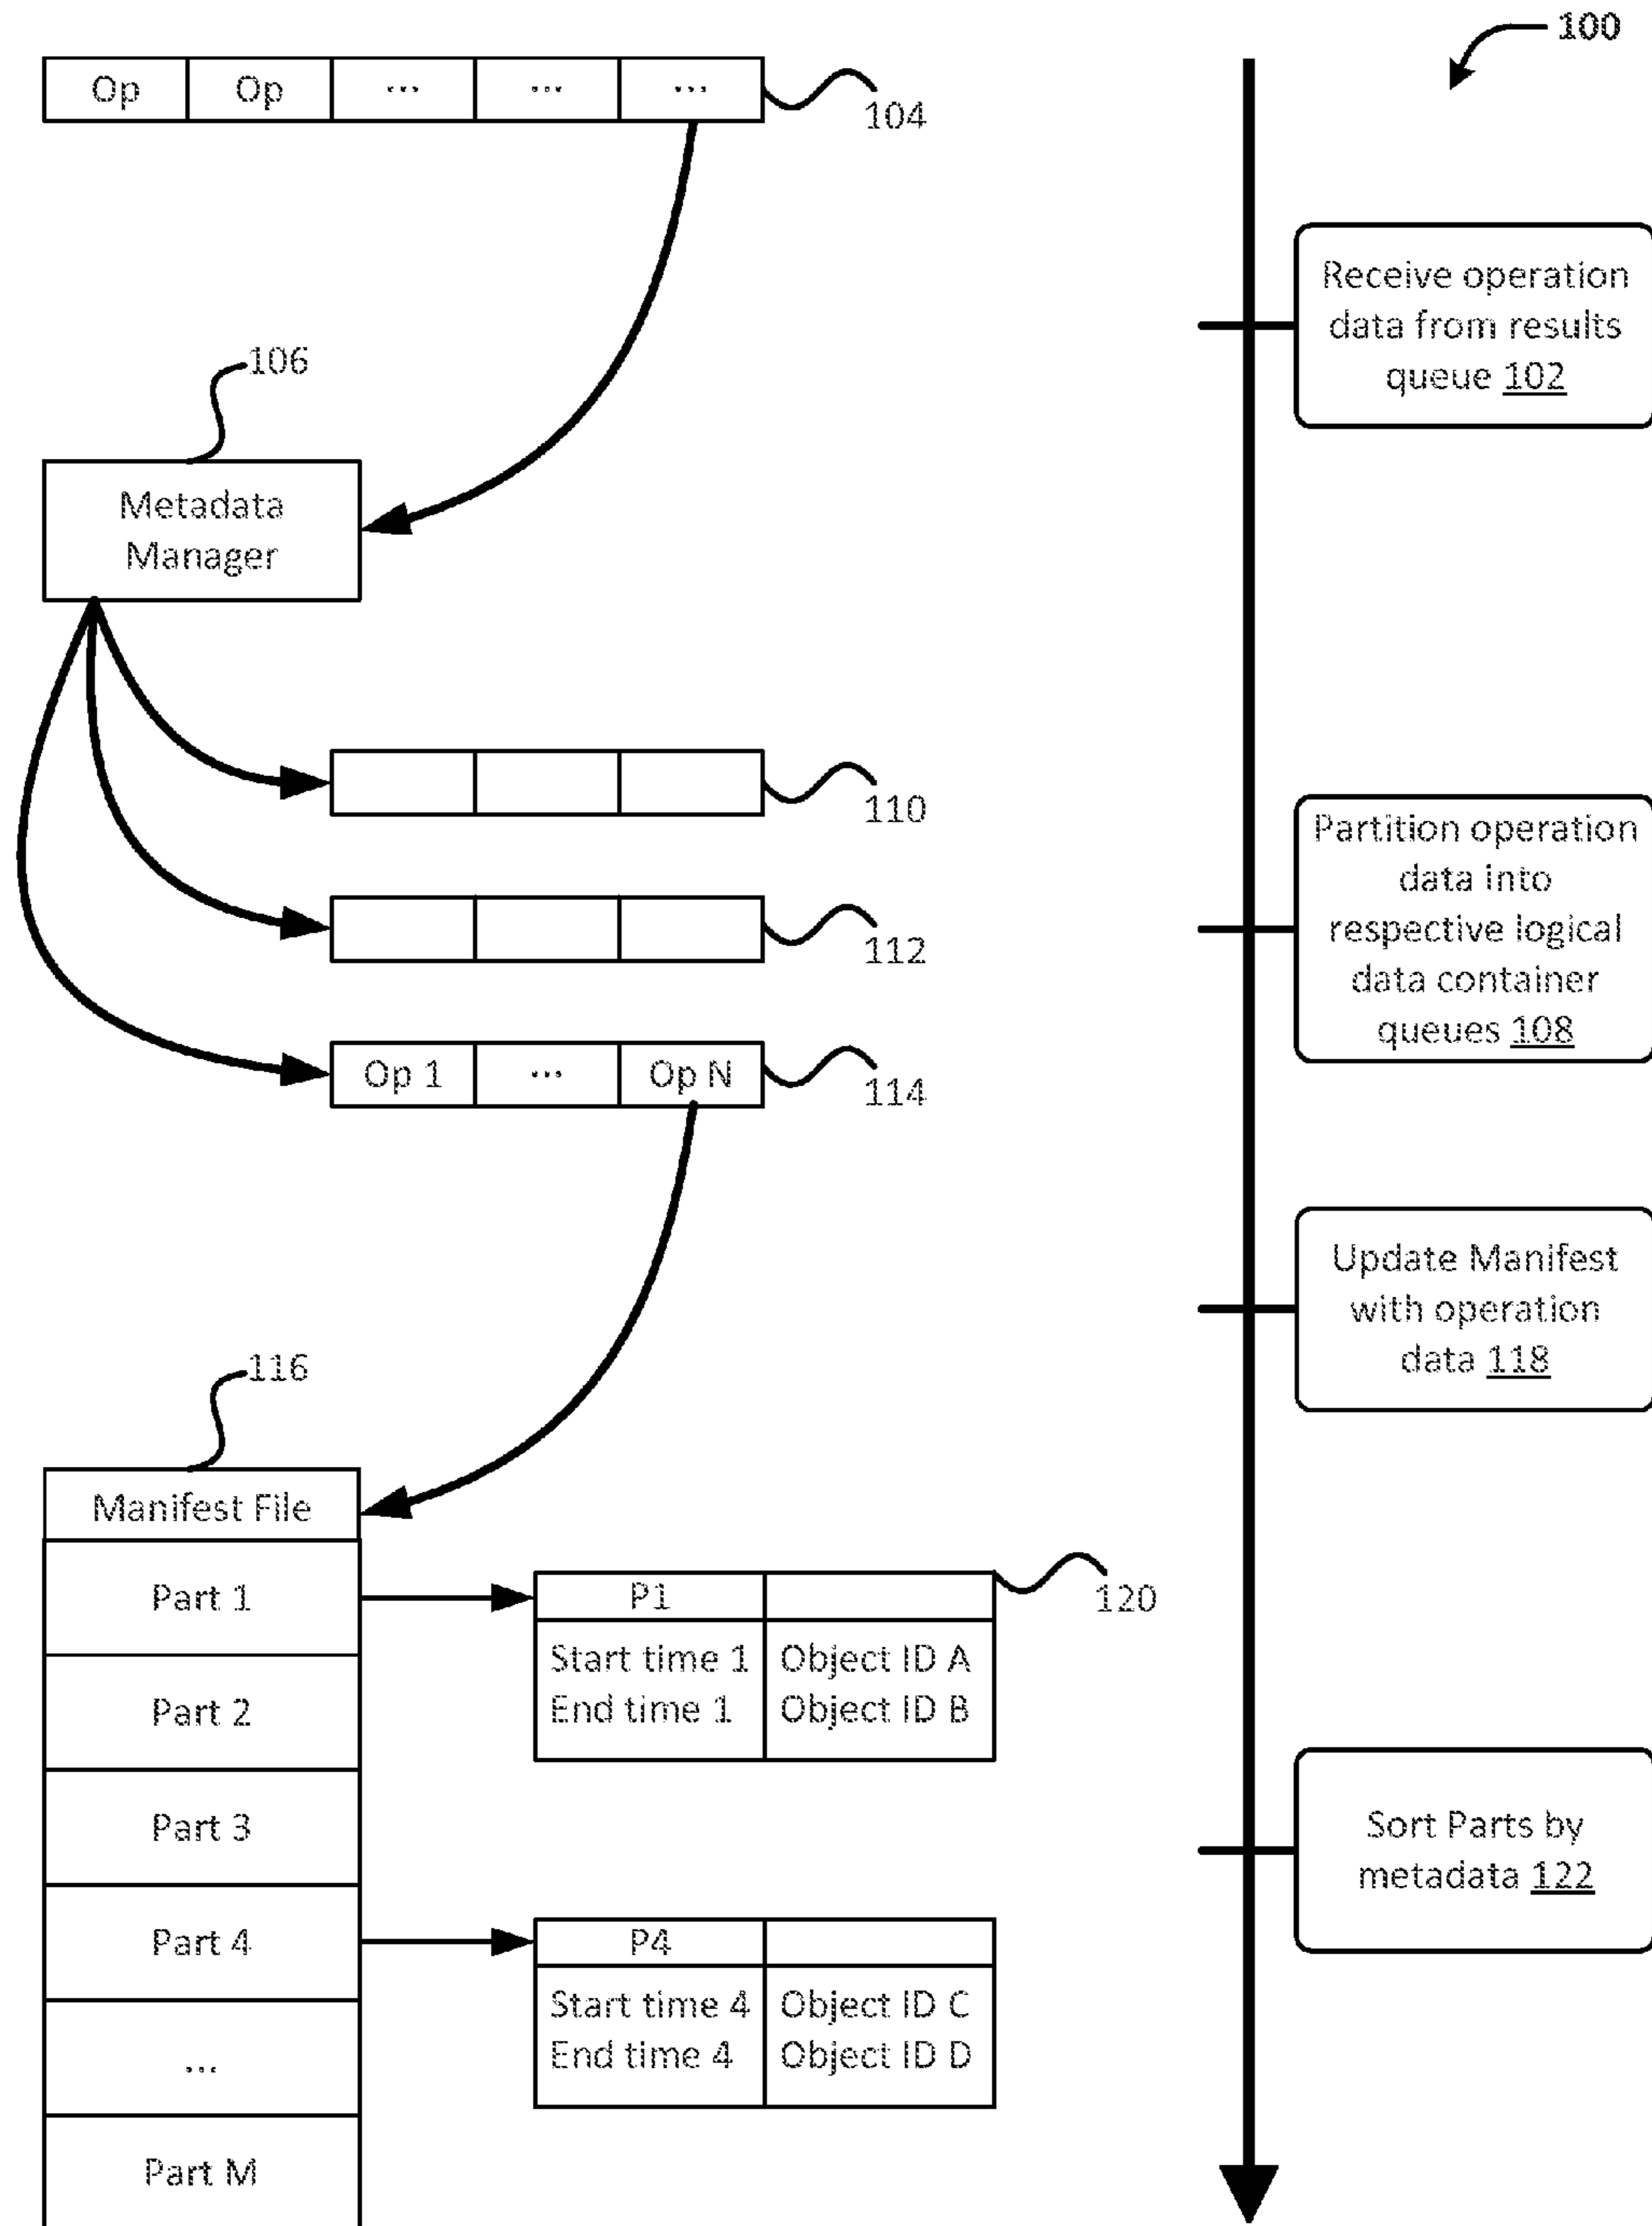 100
Op Op ... ... ...
104
Receive operation
data from results
queue 102
106
Metadata
Manager
110
Partition operation
data into
respective logical
data container
queues 108
112
Op 1 ... Op N
114
Update Manifest
with operation
data 118
116
Manifest File
Part 1
Part 2
Part 3
Part 4
...
Part M
P1
120
Start time 1 Object ID A
End time 1 Object ID B
P4
Start time 4 Object ID C
End time 4 Object ID D
Sort Parts by
metadata 122